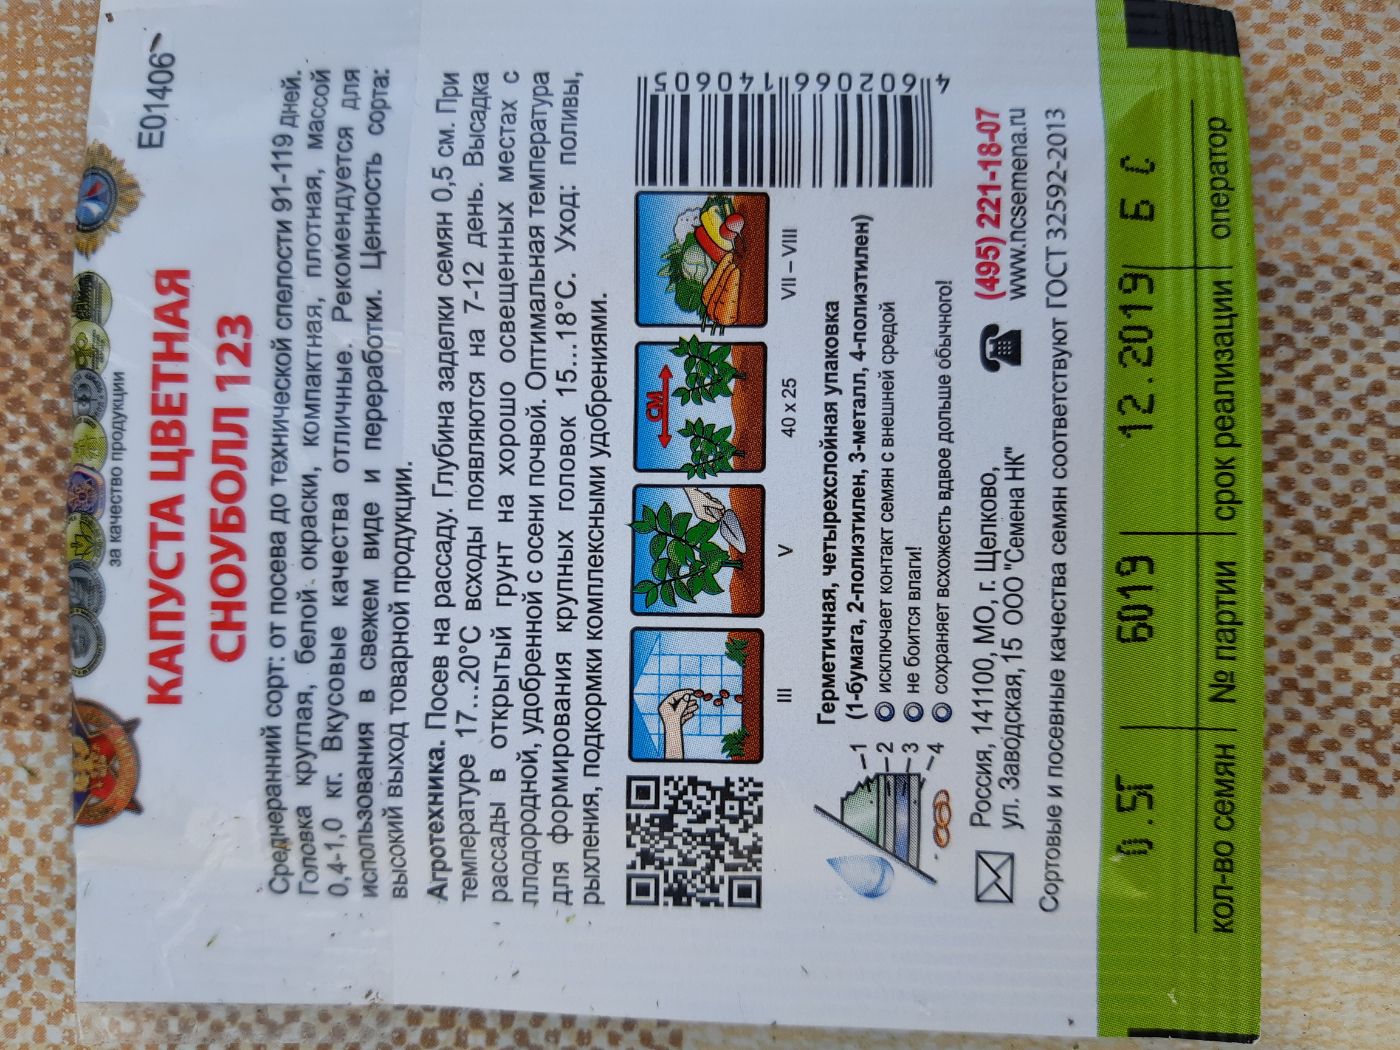 за качество продукции
E01406
КАПУСТА ЦВЕТНАЯ
СНОУБОЛЛ 123
Среднеранний сорт: от посева до технической спелости 91-119 дней.
Головка круглая, белой окраски, компактная, плотная, массой
0,4-1,0 кг. Вкусовые качества отличные. Рекомендуется для
использования в свежем виде и переработки. Ценность сорта:
высокий выход товарной продукции.
Агротехника. Посев на рассаду. Глубина заделки семян 0,5 см. При
температуре 17...20°С всходы появляются на 7-12 день. Высадка
рассады в открытый грунт на хорошо освещенных местах с
плодородной, удобренной с осени почвой. Оптимальная температура
для формирования крупных головок 15...18°С. Уход: поливы,
рыхления, подкормки комплексными удобрениями.
СМ
III
V
40 х 25
VII – VIII
4 602066 140605
Герметичная, четырехслойная упаковка
(1-бумага, 2-полиэтилен, 3-металл, 4-полиэтилен)
исключает контакт семян с внешней средой
не боится влаги!
сохраняет всхожесть вдвое дольше обычного!
1
2
3
4
Россия, 141100, МО, г. Щелково,
ул. Заводская, 15 ООО "Семена НК"
(495) 221-18-07
www.ncsemena.ru
Сортовые и посевные качества семян соответствуют ГОСТ 32592-2013
0.5Г 6019 12.2019 6 С
кол-во семян № партии срок реализации оператор